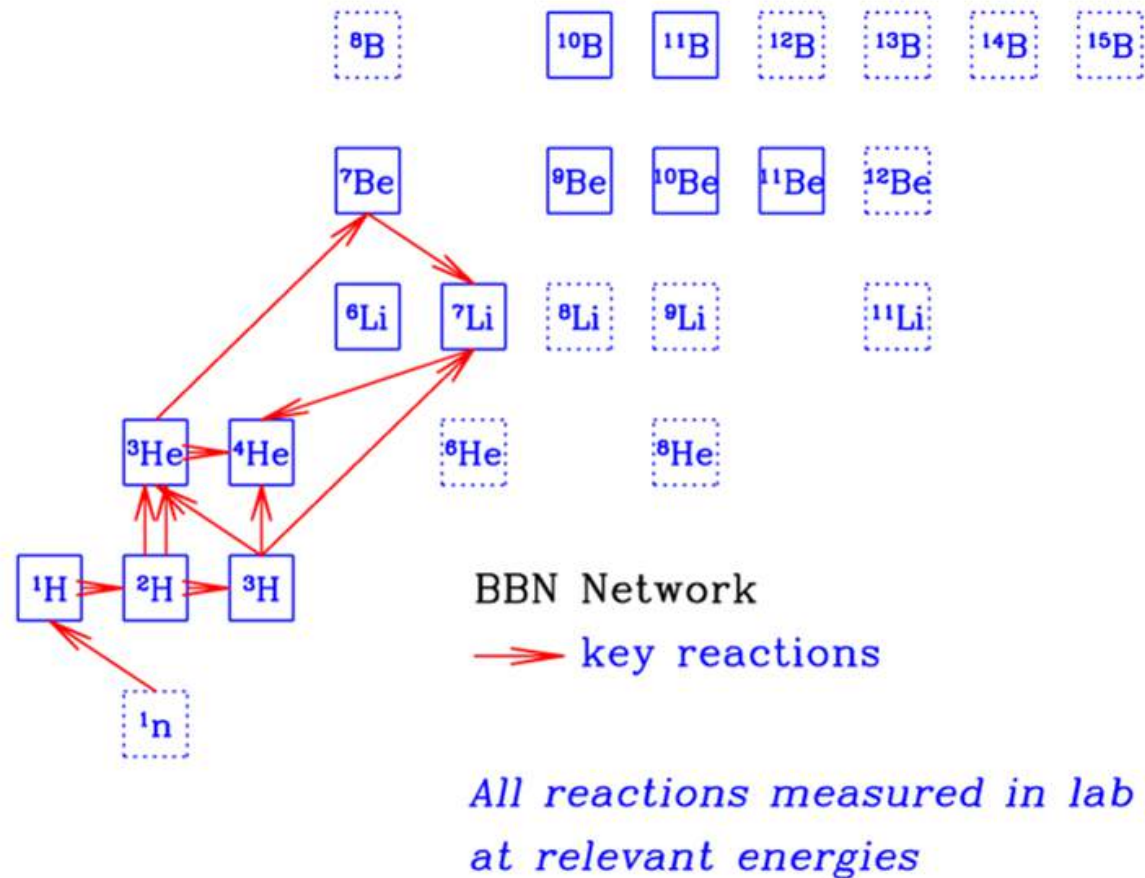 ⁸B ¹⁰B ¹¹B ¹²B ¹³B ¹⁴B ¹⁵B
⁷Be ⁹Be ¹⁰Be ¹¹Be ¹²Be
⁶Li ⁷Li ⁸Li ⁹Li ¹¹Li
³He ⁴He ⁶He ⁸He
¹H ²H ³H
BBN Network
key reactions
¹n
All reactions measured in lab
at relevant energies